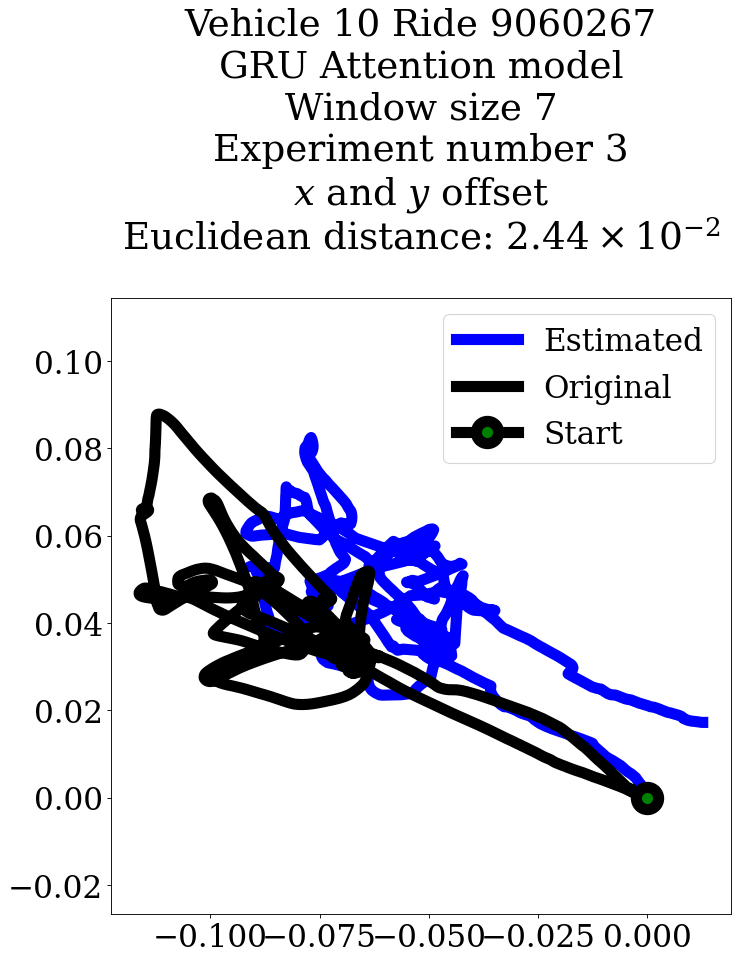 Vehicle 10 Ride 9060267
GRU Attention model
Window size 7
Experiment number 3
x and y offset
Euclidean distance: 2.44 × 10⁻²
Estimated
Original
Start
0.10
0.08
0.06
0.04
0.02
0.00
−0.02
−0.100 −0.075 −0.050 −0.025 0.000